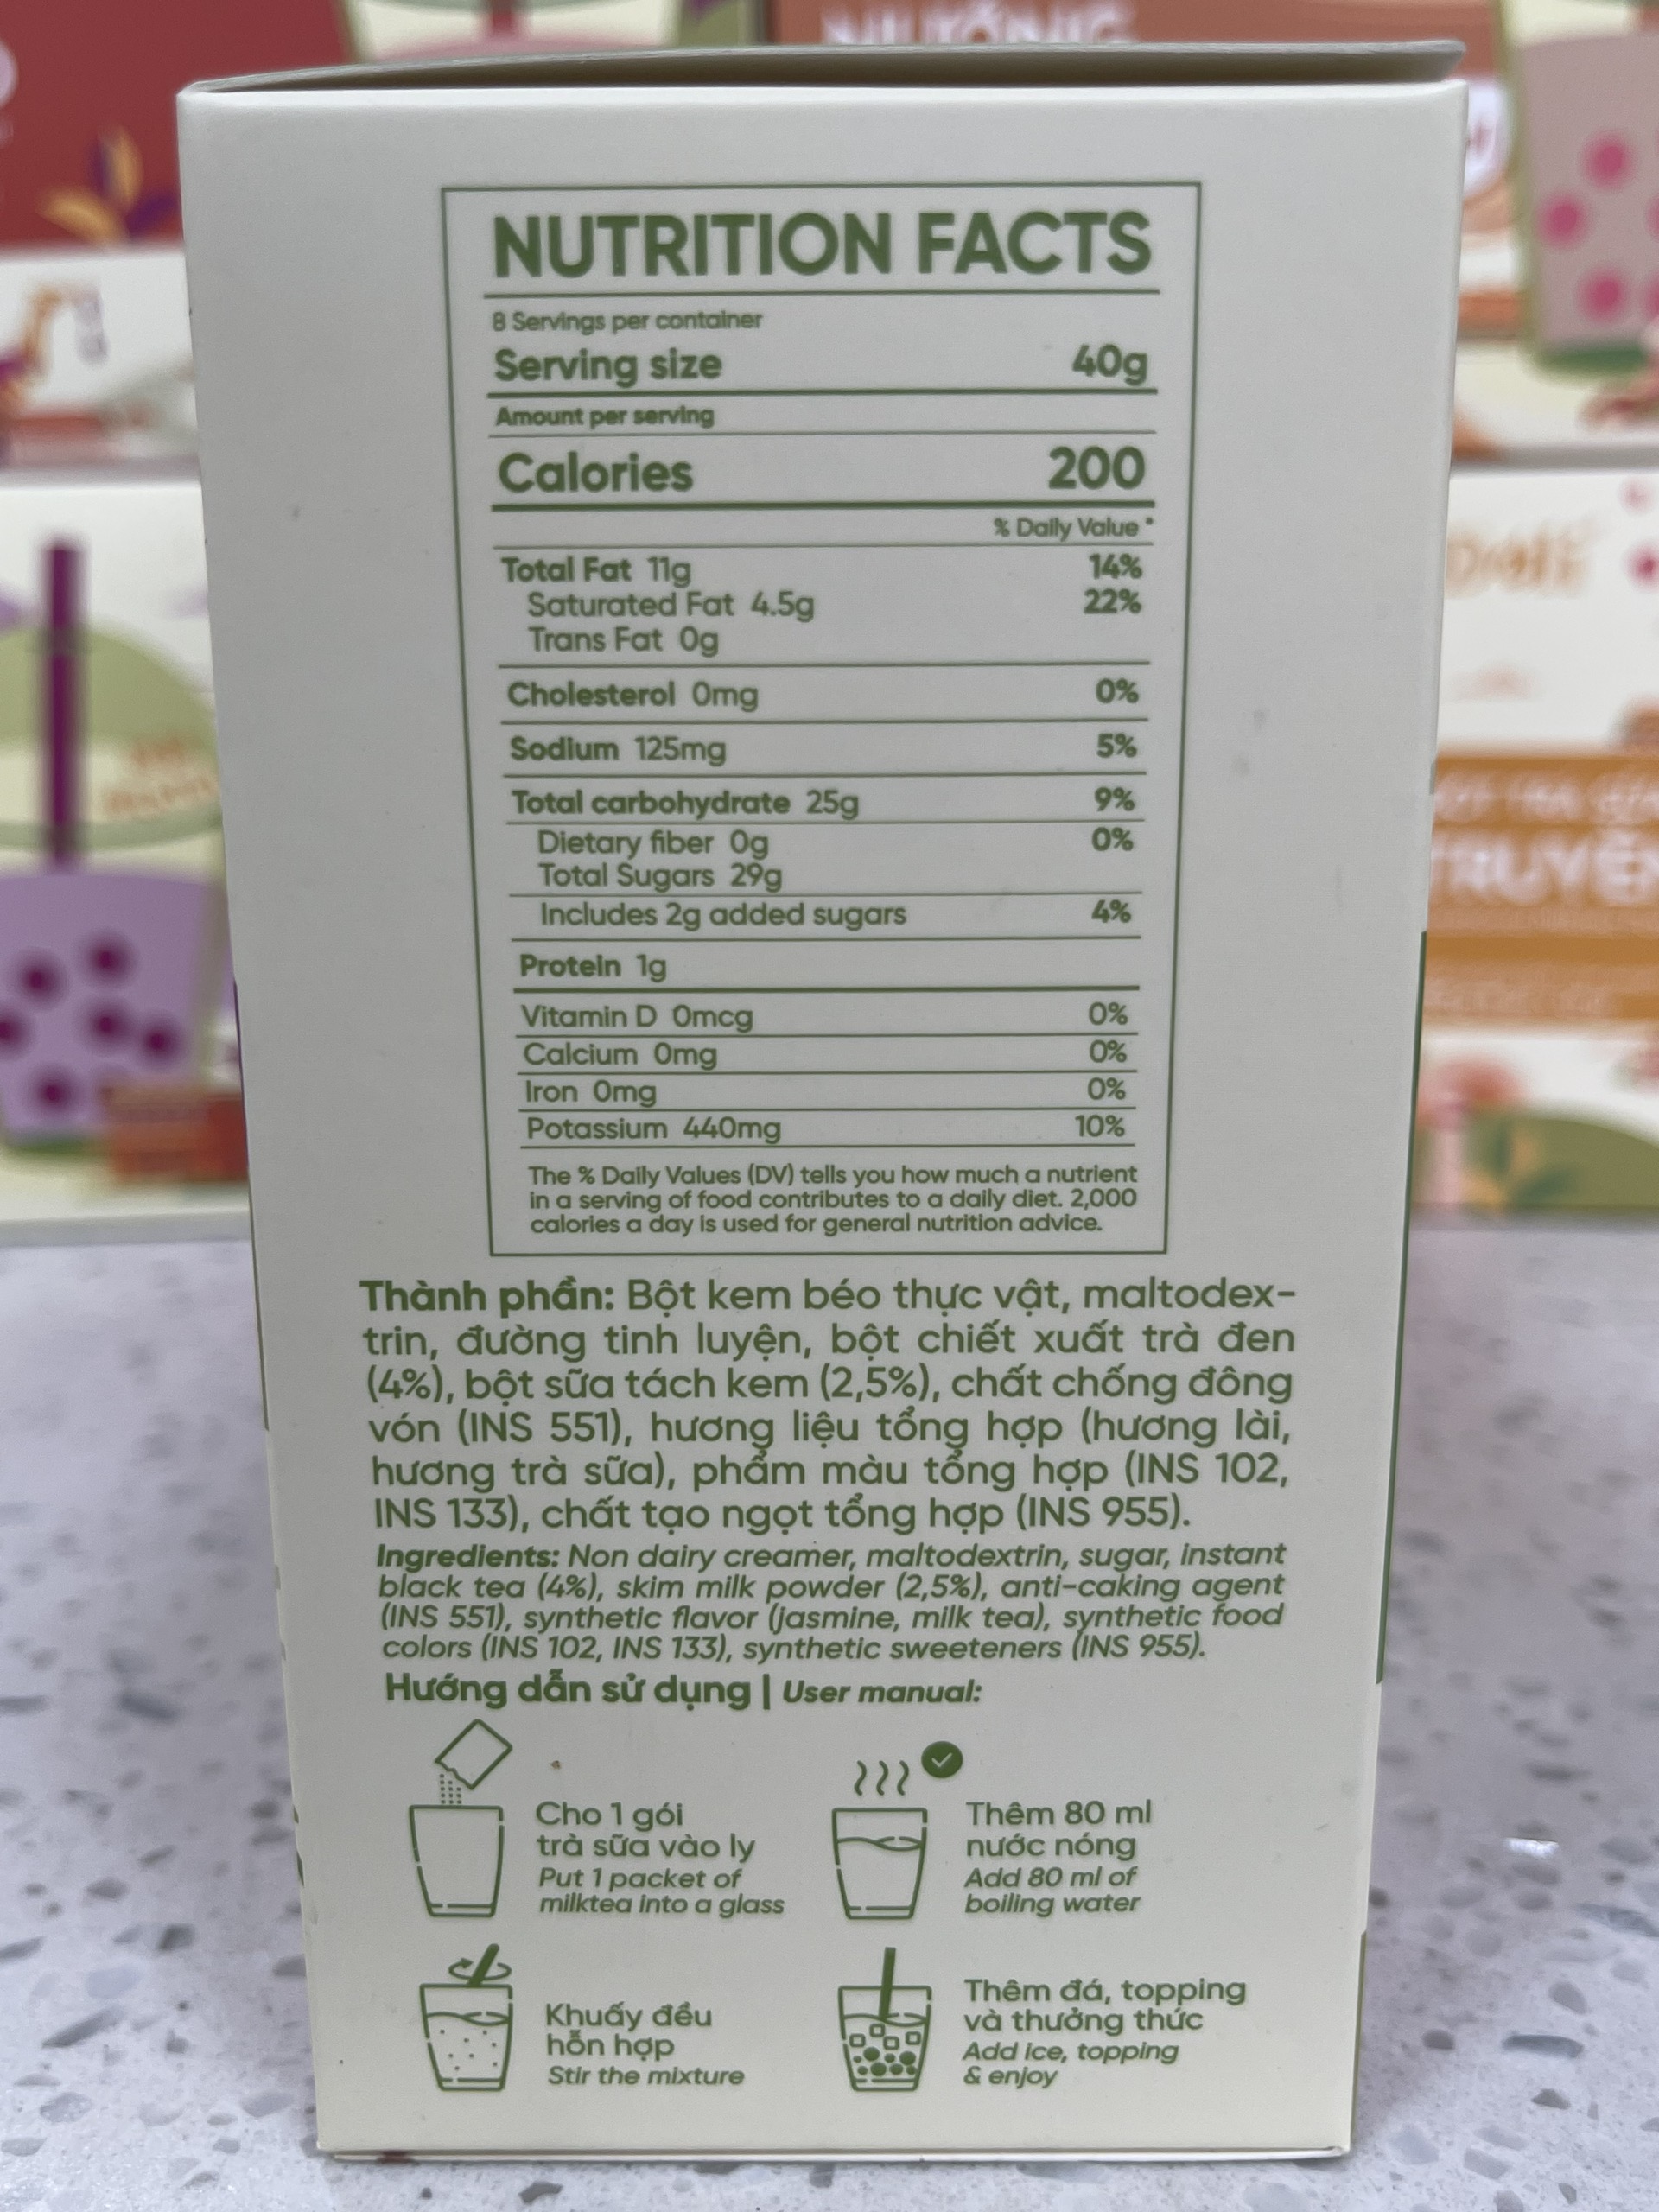 NƯỚNG
NUTRITION FACTS
8 Servings per container
Serving size 40g
Amount per serving
Calories 200
% Daily Value *
Total Fat 11g 14%
Saturated Fat 4.5g 22%
Trans Fat 0g
Cholesterol 0mg 0%
Sodium 125mg 5%
Total carbohydrate 25g 9%
Dietary fiber 0g 0%
Total Sugars 29g
Includes 2g added sugars 4%
Protein 1g
Vitamin D 0mcg 0%
Calcium 0mg 0%
Iron 0mg 0%
Potassium 440mg 10%
The % Daily Values (DV) tells you how much a nutrient
in a serving of food contributes to a daily diet. 2,000
calories a day is used for general nutrition advice.
Thành phần: Bột kem béo thực vật, maltodex-
trin, đường tinh luyện, bột chiết xuất trà đen
(4%), bột sữa tách kem (2,5%), chất chống đông
vón (INS 551), hương liệu tổng hợp (hương lài,
hương trà sữa), phẩm màu tổng hợp (INS 102,
INS 133), chất tạo ngọt tổng hợp (INS 955).
Ingredients: Non dairy creamer, maltodextrin, sugar, instant
black tea (4%), skim milk powder (2,5%), anti-caking agent
(INS 551), synthetic flavor (jasmine, milk tea), synthetic food
colors (INS 102, INS 133), synthetic sweeteners (INS 955).
Hướng dẫn sử dụng | User manual:
Cho 1 gói
trà sữa vào ly
Put 1 packet of
milktea into a glass
Thêm 80 ml
nước nóng
Add 80 ml of
boiling water
Khuấy đều
hỗn hợp
Stir the mixture
Thêm đá, topping
và thưởng thức
Add ice, topping
& enjoy